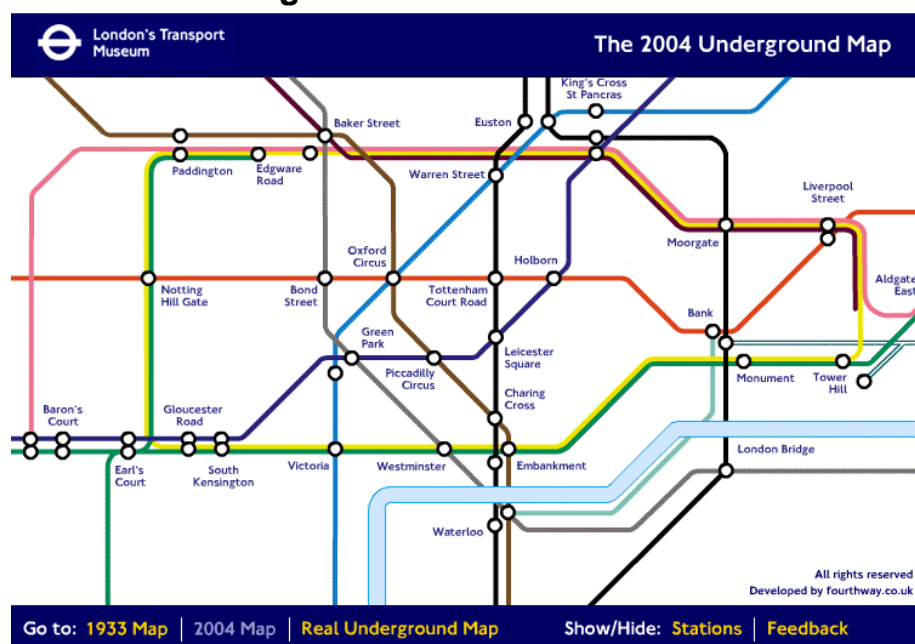 London's Transport
Museum
The 2004 Underground Map
King's Cross
St Pancras
Baker Street
Euston
Paddington
Edgware
Road
Warren Street
Liverpool
Street
Moorgate
Oxford
Circus
Holborn
Notting
Hill Gate
Bond
Street
Tottenham
Court Road
Aldgate
East
Bank
Green
Park
Piccadilly
Circus
Leicester
Square
Monument
Tower
Hill
Charing
Cross
Baron's
Court
Gloucester
Road
Earl's
Court
South
Kensington
Victoria
Westminster
Embankment
London Bridge
Waterloo
All rights reserved
Developed by fourthway.co.uk
Go to: 1933 Map | 2004 Map | Real Underground Map
Show/Hide: Stations | Feedback